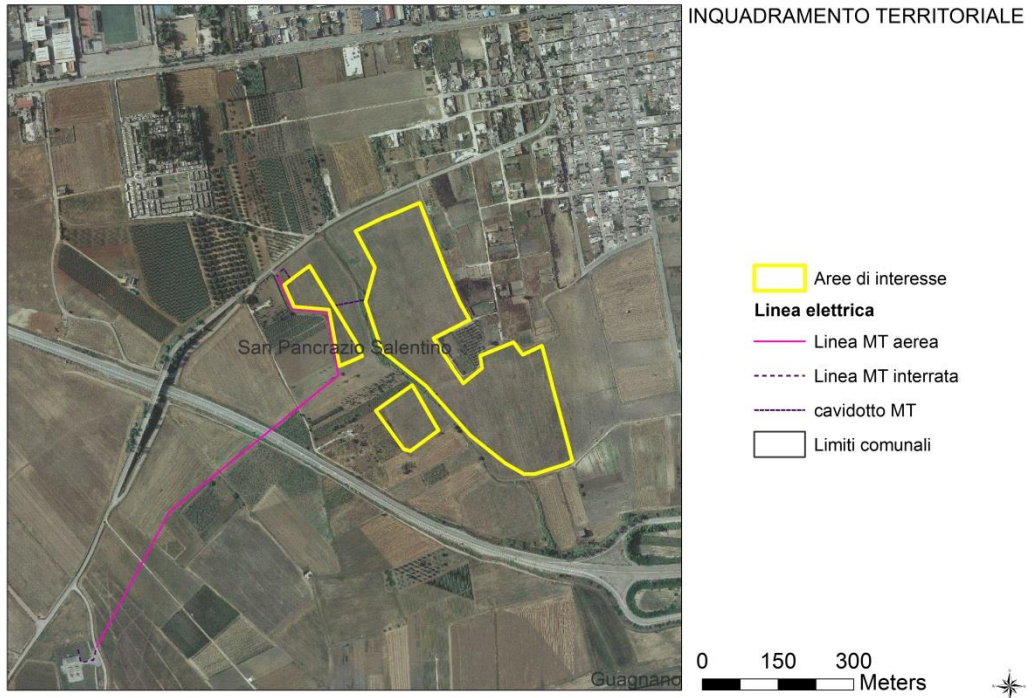 INQUADRAMENTO TERRITORIALE
San Pancrazio Salentino
Guagnano
Aree di interesse
Linea elettrica
Linea MT aerea
Linea MT interrata
cavidotto MT
Limiti comunali
0 150 300
Meters